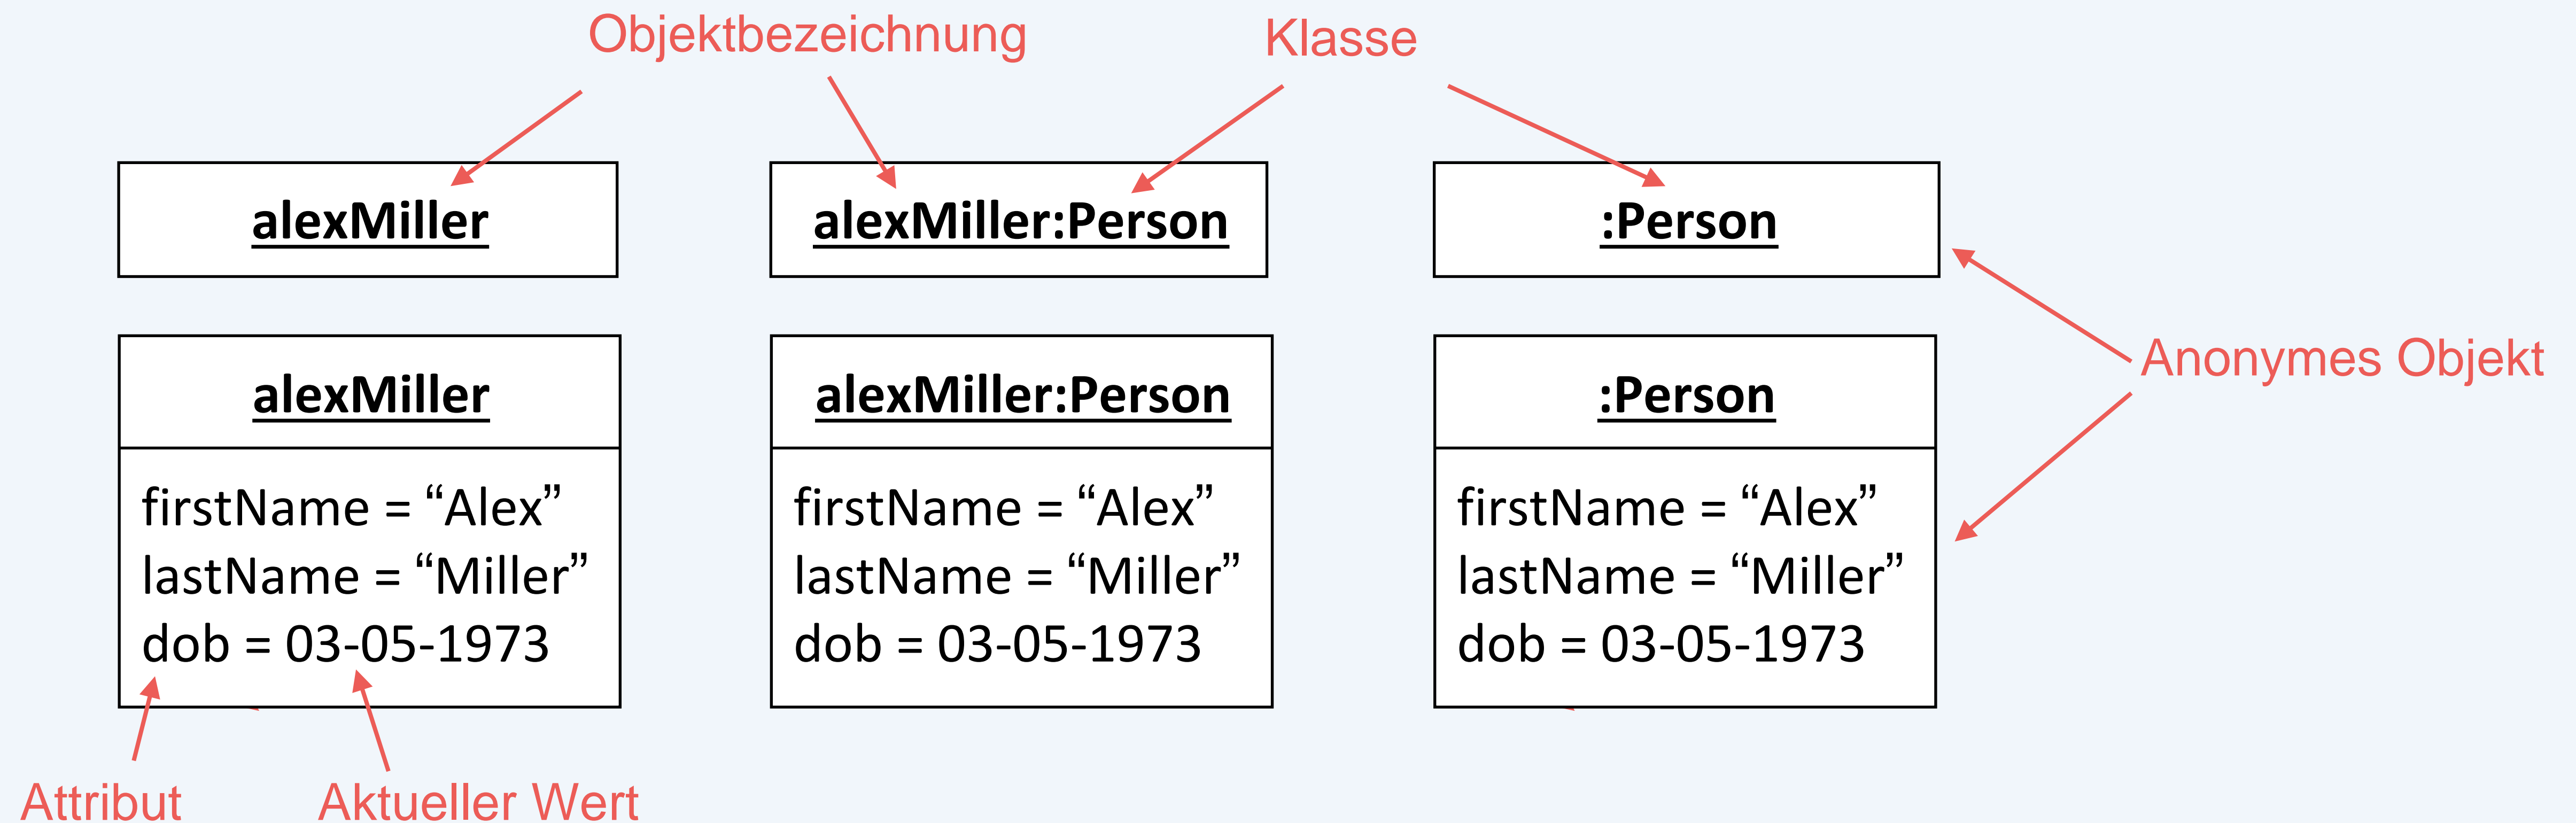 Objektbezeichnung
Klasse
alexMiller
alexMiller:Person
:Person
Anonymes Objekt
alexMiller
firstName = “Alex”
lastName = “Miller”
dob = 03-05-1973
alexMiller:Person
firstName = “Alex”
lastName = “Miller”
dob = 03-05-1973
:Person
firstName = “Alex”
lastName = “Miller”
dob = 03-05-1973
Attribut
Aktueller Wert